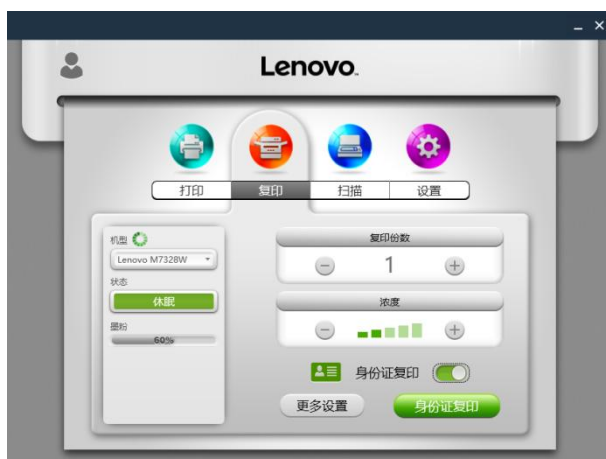 Lenovo
打印 复印 扫描 设置
机型
Lenovo M7328W
状态
休眠
墨粉
60%
复印份数
1
浓度
身份证复印
更多设置 身份证复印